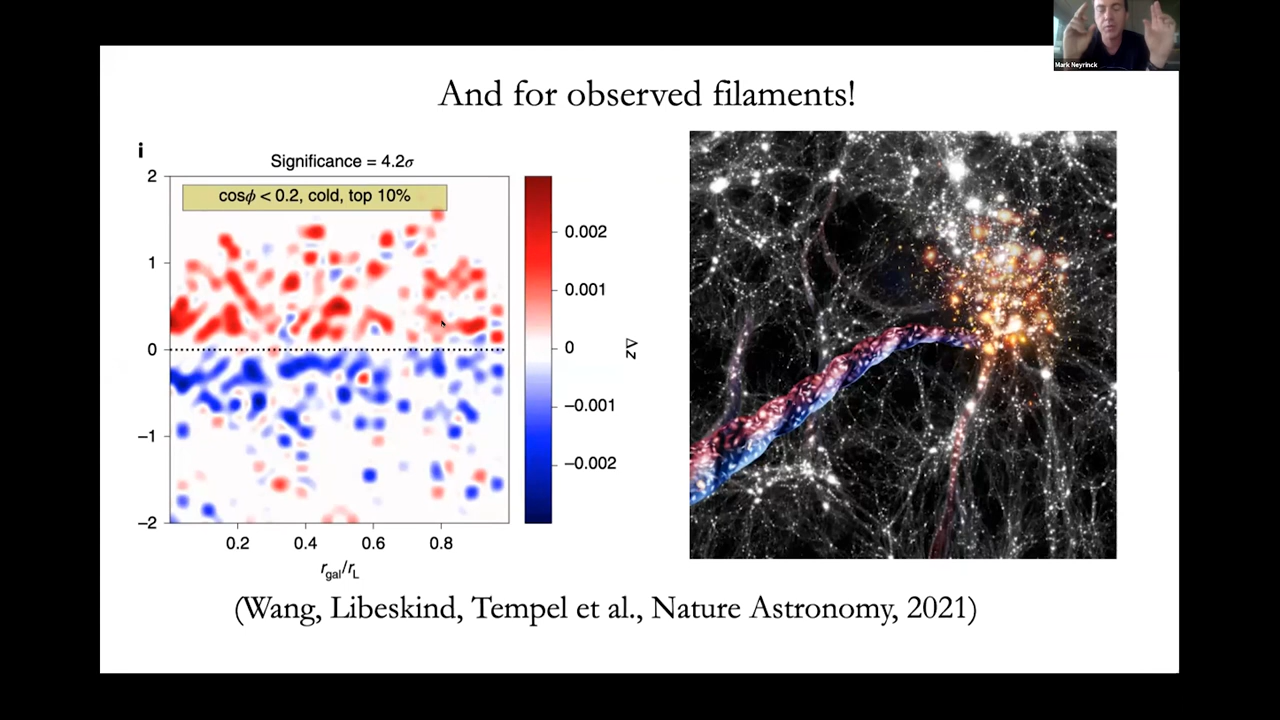 Mark Neyrinck
And for observed filaments!
i
Significance = 4.2σ
cosϕ < 0.2, cold, top 10%
2
1
0
−1
−2
0.2 0.4 0.6 0.8
r_gal/r_L
0.002
0.001
0
−0.001
−0.002
Δz
(Wang, Libeskind, Tempel et al., Nature Astronomy, 2021)